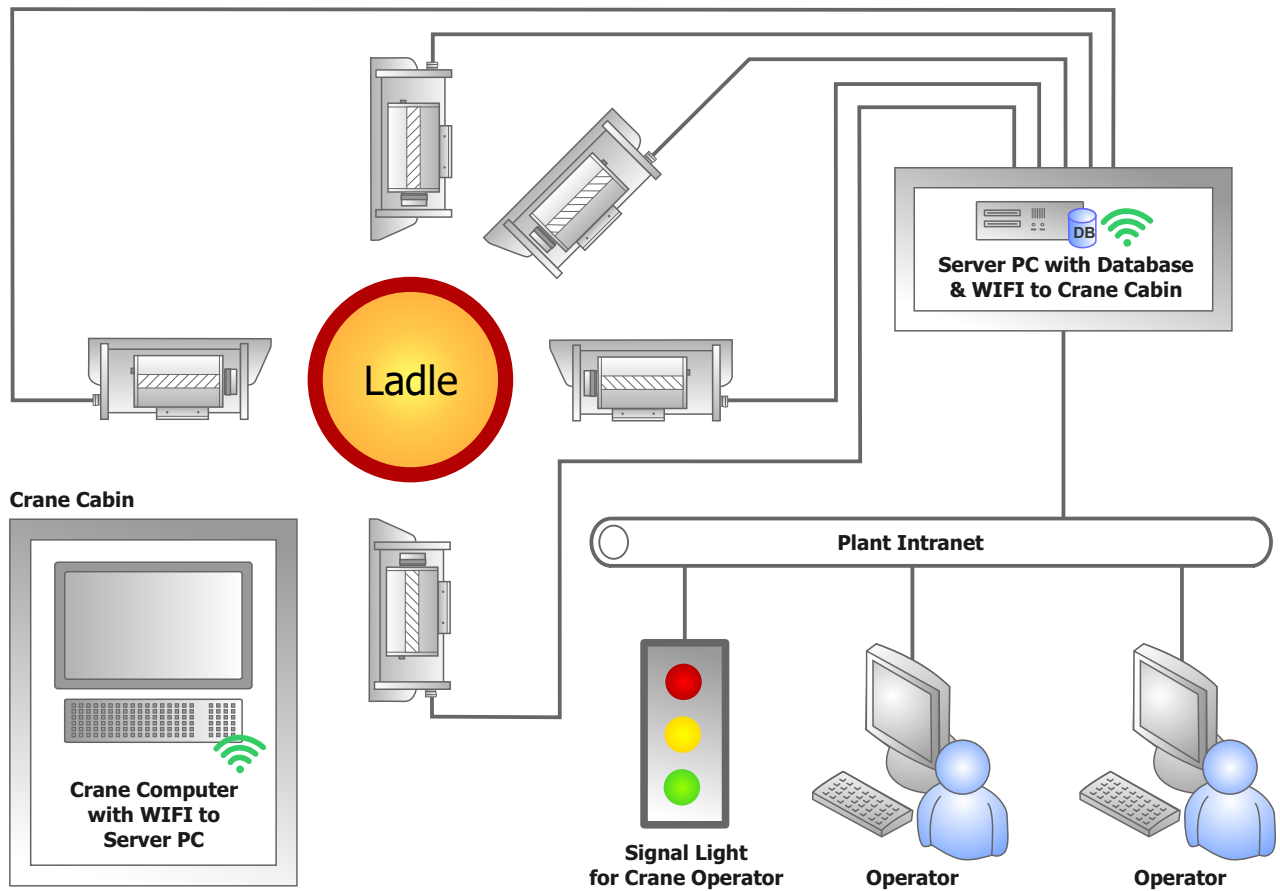 DB
Server PC with Database
& WIFI to Crane Cabin
Ladle
Crane Cabin
Plant Intranet
Crane Computer
with WIFI to
Server PC
Signal Light
for Crane Operator
Operator
Operator